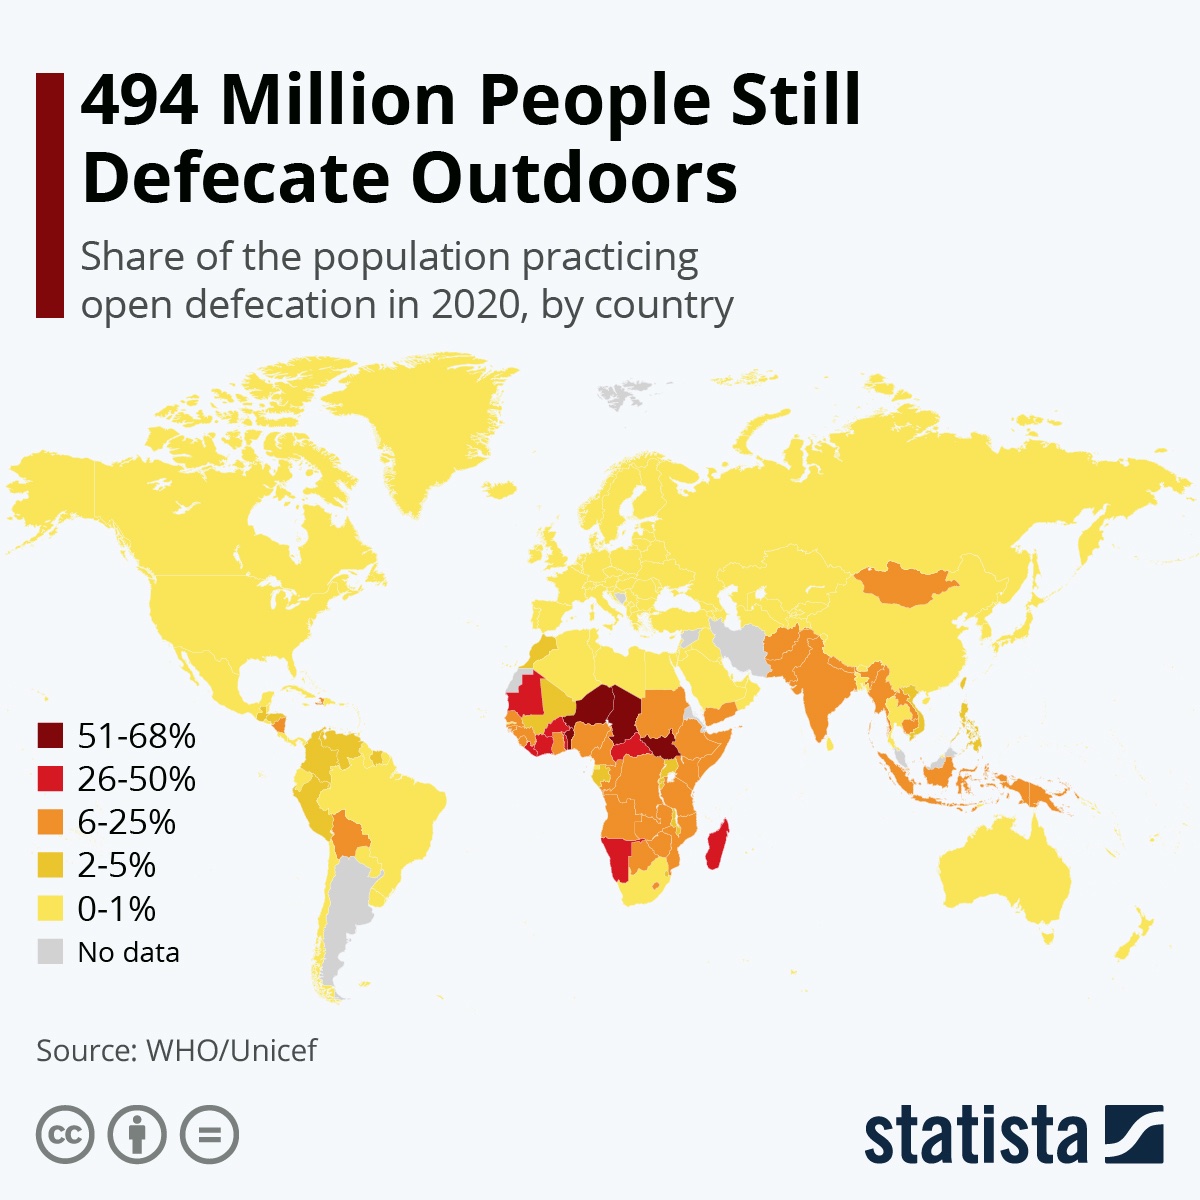 494 Million People Still
Defecate Outdoors
Share of the population practicing
open defecation in 2020, by country
51-68%
26-50%
6-25%
2-5%
0-1%
No data
Source: WHO/Unicef
cc
=
statista